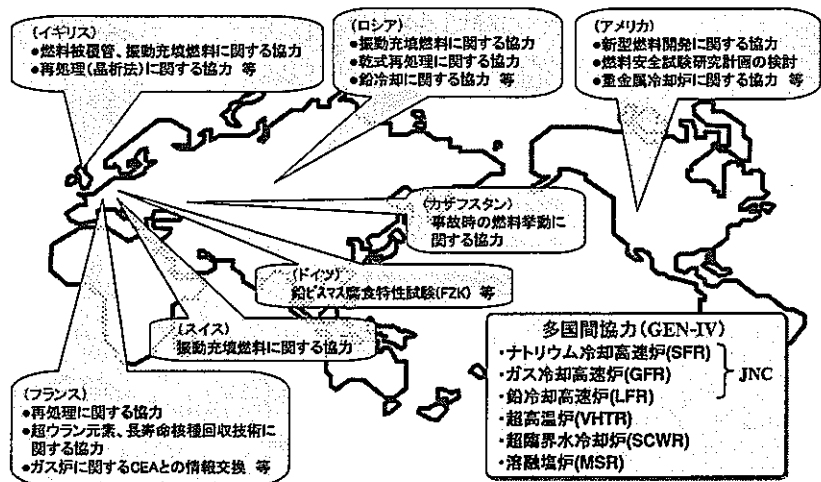 (イギリス)
●燃料被覆管、振動充填燃料に関する協力
●再処理(晶析法)に関する協力 等
(ロシア)
●振動充填燃料に関する協力
●乾式再処理に関する協力
●鉛冷却に関する協力 等
(アメリカ)
●新型燃料開発に関する協力
●燃料安全試験研究計画の検討
●重金属冷却炉に関する協力 等
(カザフスタン)
事故時の燃料挙動に
関する協力
(ドイツ)
鉛ビスマス腐食特性試験(FZK) 等
(スイス)
振動充填燃料に関する協力
(フランス)
●再処理に関する協力
●超ウラン元素、長寿命核種回収技術に
関する協力
●ガス炉に関するCEAとの情報交換 等
多国間協力(GEN-IV)
・ナトリウム冷却高速炉(SFR)
・ガス冷却高速炉(GFR)
・鉛冷却高速炉(LFR)
JNC
・超高温炉(VHTR)
・超臨界水冷却炉(SCWR)
・溶融塩炉(MSR)